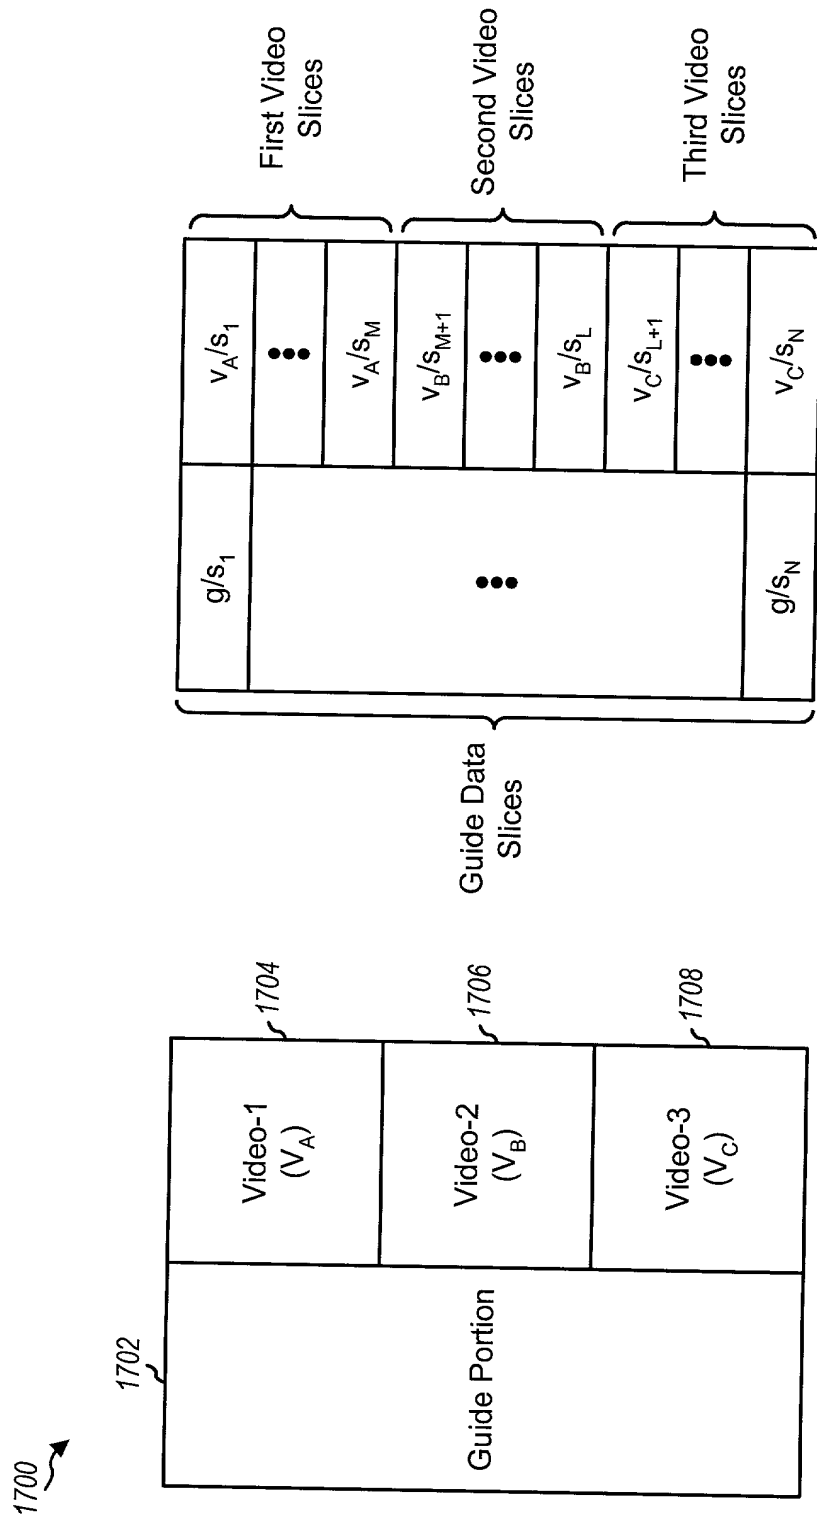 1700
1702
Guide Portion
Video-1
(V_A)
1704
Video-2
(V_B)
1706
Video-3
(V_C)
1708
Guide Data
Slices
g/s_1
g/s_N
v_A/s_1
v_A/s_M
v_B/s_M+1
v_B/s_L
v_C/s_L+1
v_C/s_N
First Video
Slices
Second Video
Slices
Third Video
Slices